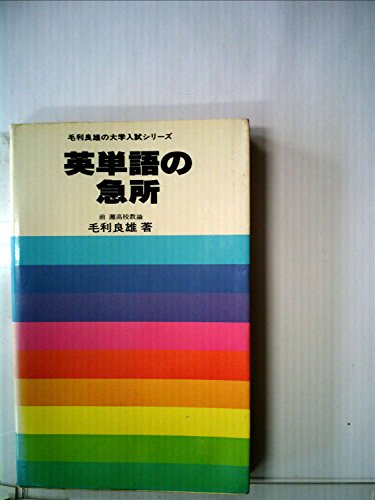 毛利良雄の大学入試シリーズ
英単語の
急所
前 灘高校教諭
毛利良雄 著